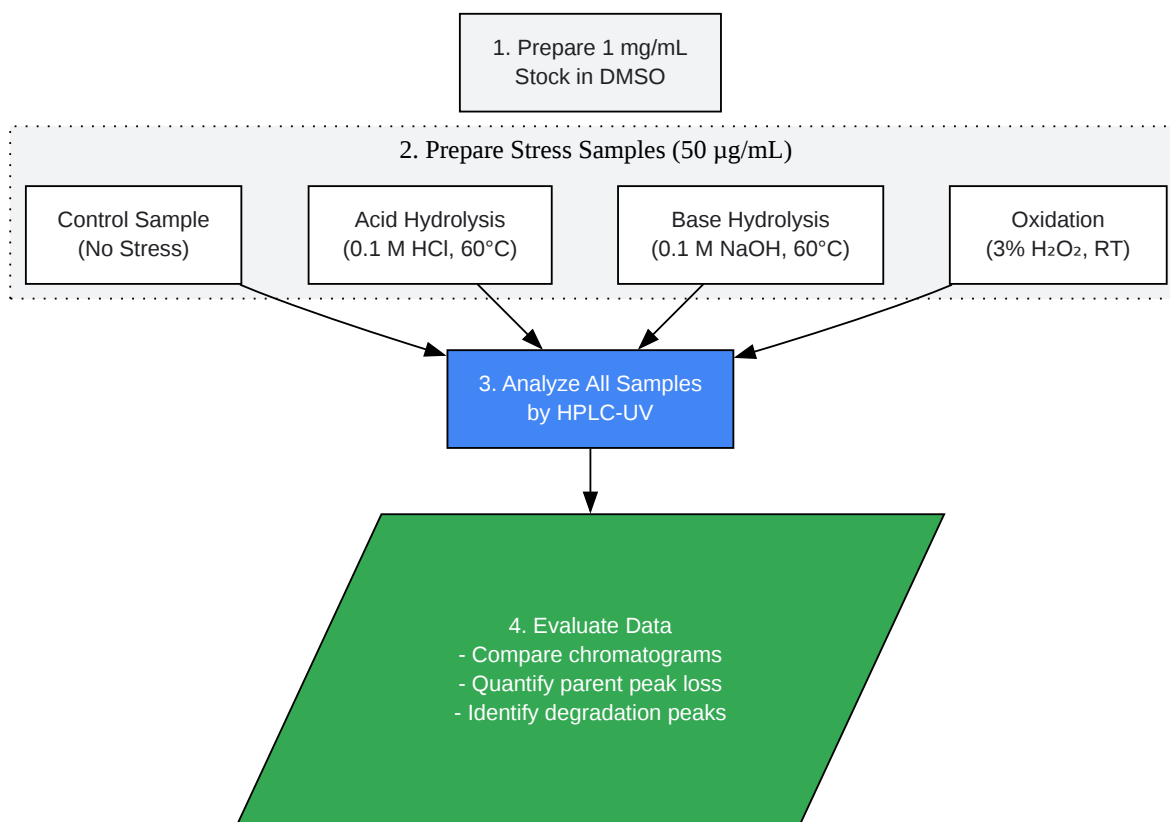 1. Prepare 1 mg/mL
Stock in DMSO
2. Prepare Stress Samples (50 µg/mL)
Control Sample
(No Stress)
Acid Hydrolysis
(0.1 M HCl, 60°C)
Base Hydrolysis
(0.1 M NaOH, 60°C)
Oxidation
(3% H₂O₂, RT)
3. Analyze All Samples
by HPLC-UV
4. Evaluate Data
- Compare chromatograms
- Quantify parent peak loss
- Identify degradation peaks